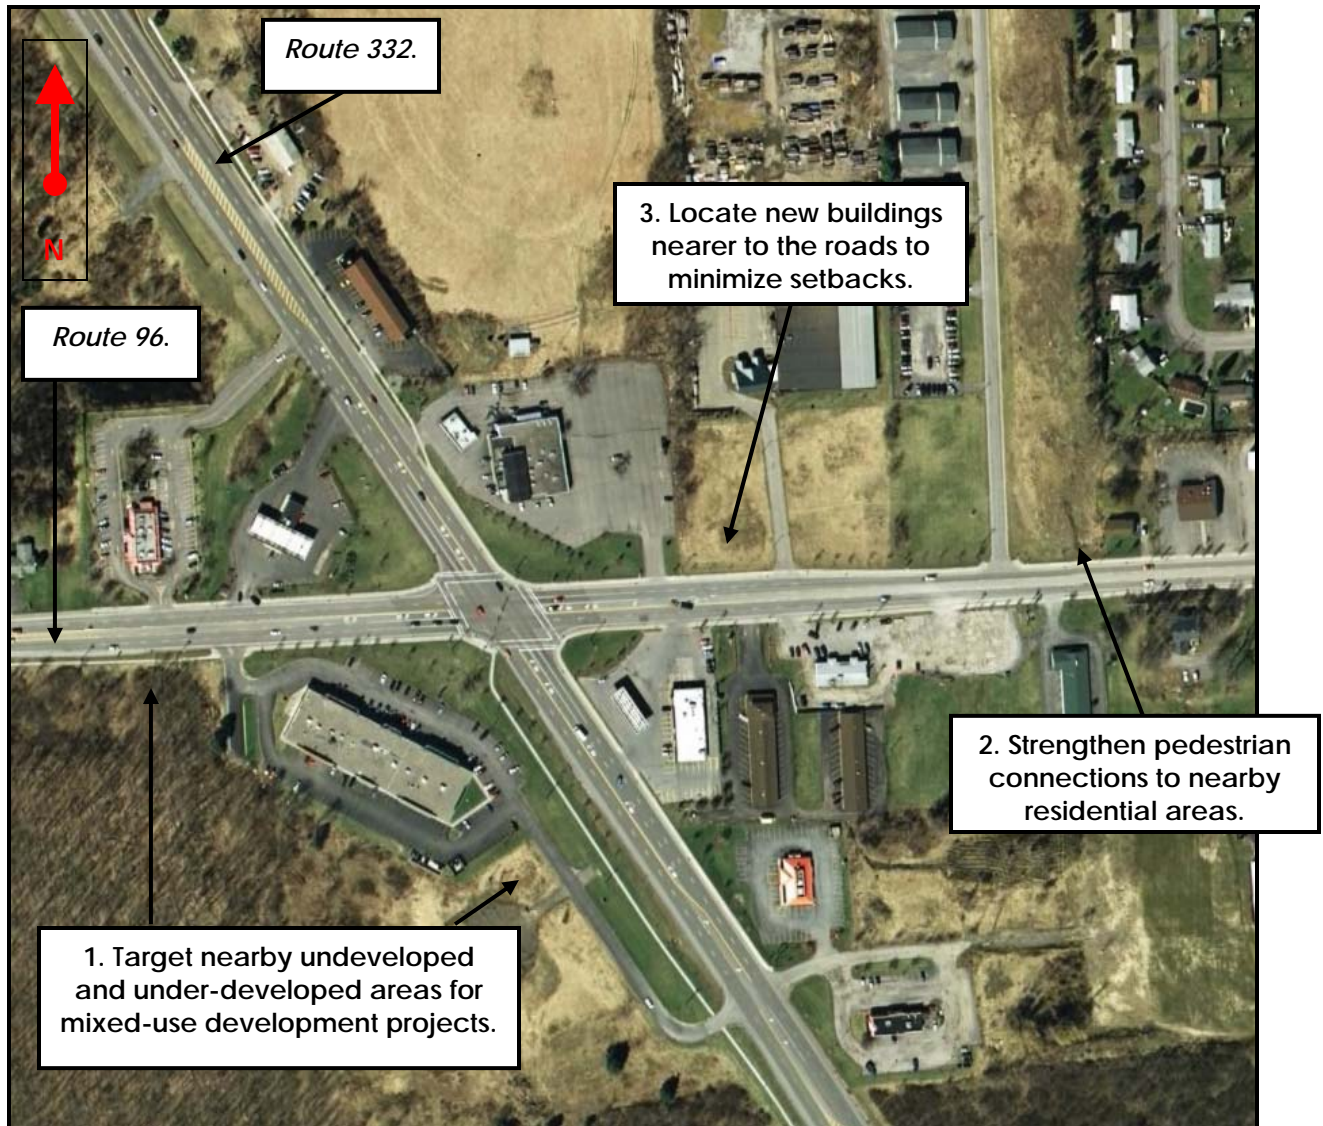 Route 332.
N
3. Locate new buildings
nearer to the roads to
minimize setbacks.
Route 96.
2. Strengthen pedestrian
connections to nearby
residential areas.
1. Target nearby undeveloped
and under-developed areas for
mixed-use development projects.